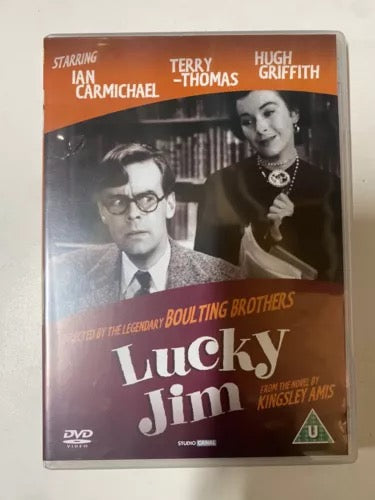 STARRING
IAN CARMICHAEL
TERRY-THOMAS
HUGH GRIFFITH
DIRECTED BY THE LEGENDARY BOULTING BROTHERS
Lucky
Jim
FROM THE NOVEL BY
KINGSLEY AMIS
DVD
VIDEO
STUDIO CANAL
U